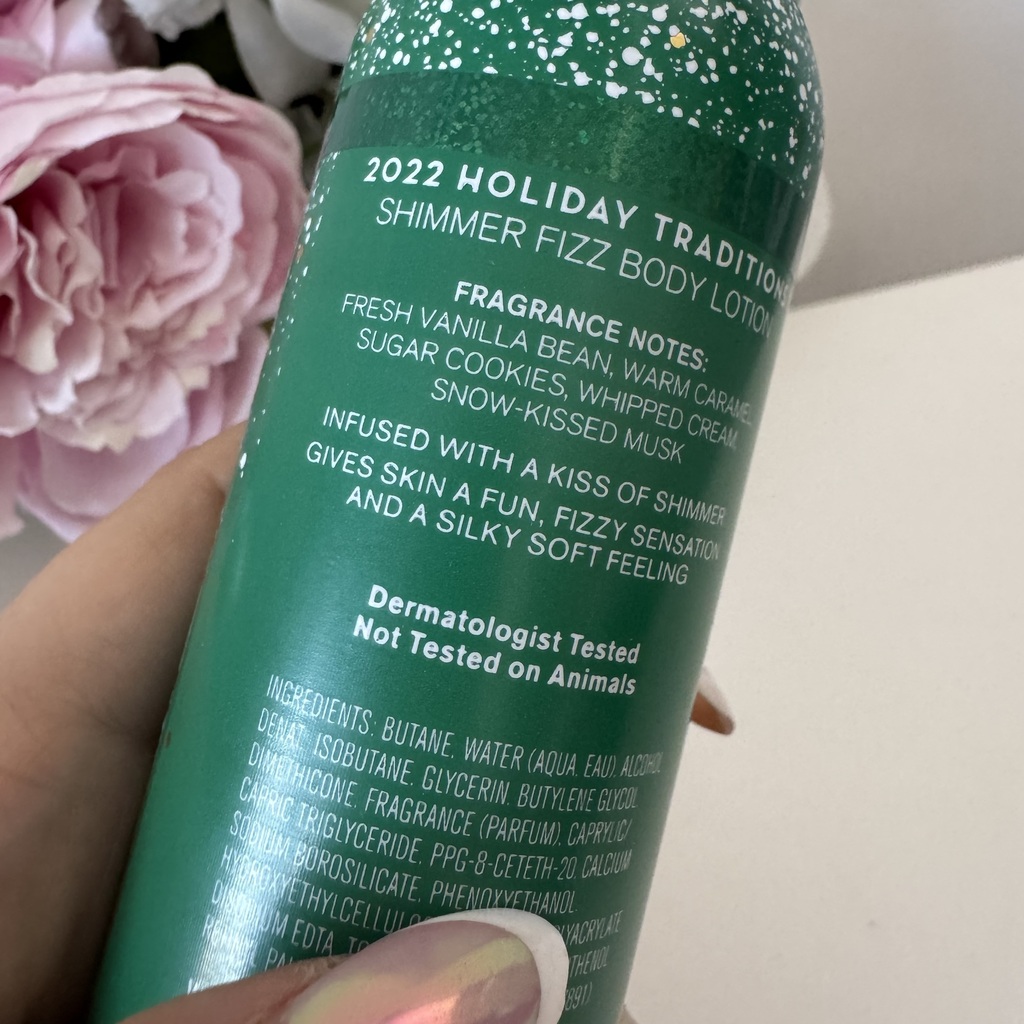 2022 HOLIDAY TRADITIONS
SHIMMER FIZZ BODY LOTION
FRAGRANCE NOTES:
FRESH VANILLA BEAN, WARM CARAMEL,
SUGAR COOKIES, WHIPPED CREAM,
SNOW-KISSED MUSK
INFUSED WITH A KISS OF SHIMMER
GIVES SKIN A FUN, FIZZY SENSATION
AND A SILKY SOFT FEELING
Dermatologist Tested
Not Tested on Animals
INGREDIENTS: BUTANE, WATER (AQUA, EAU), ALCOHOL
DENAT., ISOBUTANE, GLYCERIN, BUTYLENE GLYCOL,
DIMETHICONE, FRAGRANCE (PARFUM), CAPRYLIC/
CAPRIC TRIGLYCERIDE, PPG-8-CETETH-20, CALCIUM
SODIUM BOROSILICATE, PHENOXYETHANOL,
EDTA,